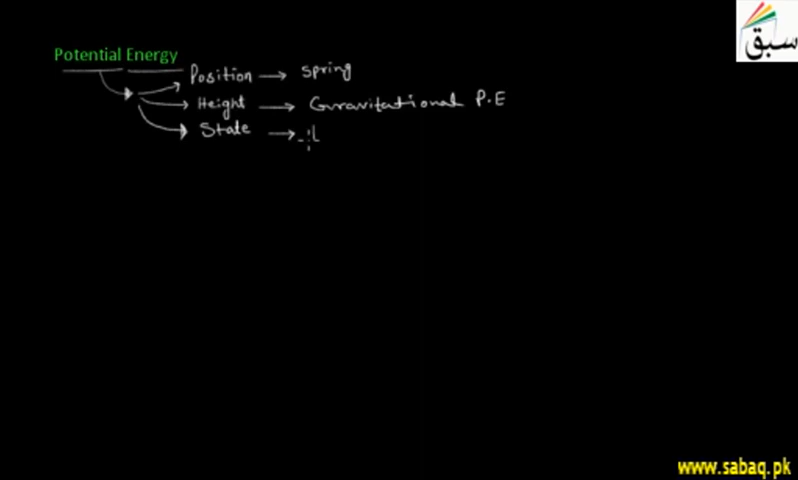 سبق
Potential Energy
Position → Spring
Height → Gravitational P.E
State →
www.sabaq.pk